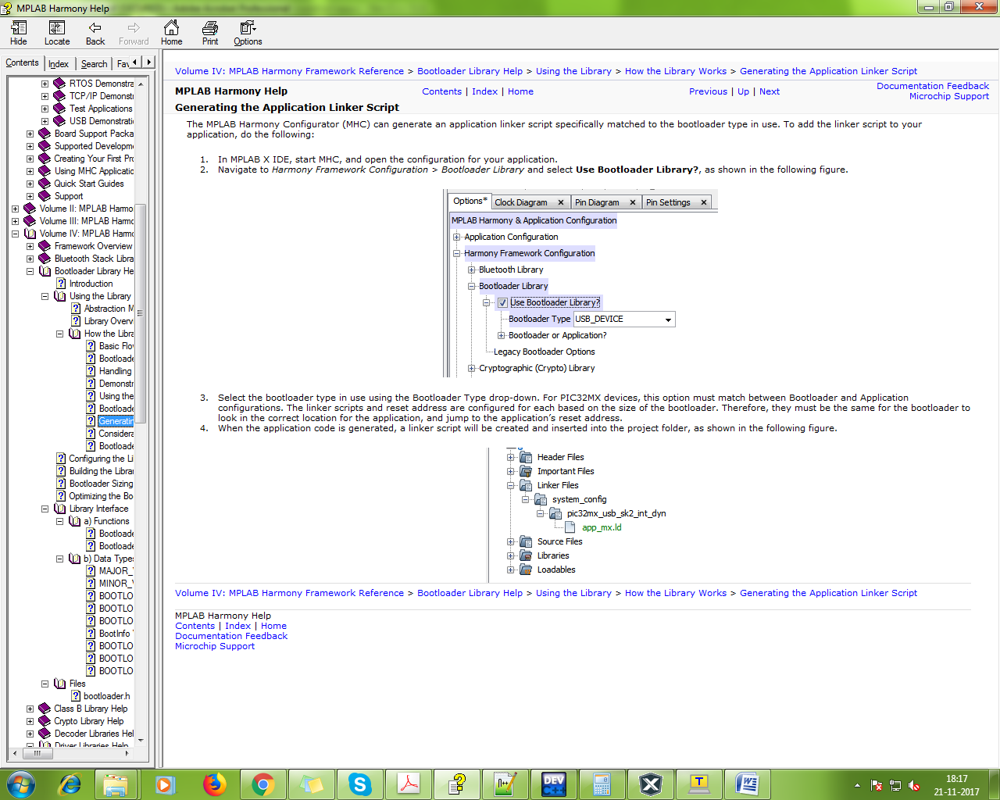 MPLAB Harmony Help
Hide Locate Back Forward Home Print Options
Contents Index Search Fav
RTOS Demonstra
TCP/IP Demonst
Test Applications
USB Demonstrati
Board Support Packa
Supported Developm
Creating Your First Pro
Using MHC Applicatio
Quick Start Guides
Support
Volume II: MPLAB Harmo
Volume III: MPLAB Harmo
Volume IV: MPLAB Harmo
Framework Overview
Bluetooth Stack Libra
Bootloader Library He
Introduction
Using the Library
Abstraction M
Library Overv
How the Libra
Basic Flo
Bootloade
Handling
Demonstr
Using the
Bootloade
Generatin
Considera
Bootloade
Configuring the Li
Building the Librar
Bootloader Sizing
Optimizing the Bo
Library Interface
a) Functions
Bootloade
Bootloade
b) Data Types
MAJOR_
MINOR_V
BOOTLO
BOOTLO
BOOTLO
BootInfo
BOOTLO
BOOTLO
BOOTLO
Files
bootloader.h
Class B Library Help
Crypto Library Help
Decoder Libraries Hel
Driver Libraries Help
Volume IV: MPLAB Harmony Framework Reference > Bootloader Library Help > Using the Library > How the Library Works > Generating the Application Linker Script
MPLAB Harmony Help Contents | Index | Home Previous | Up | Next Documentation Feedback
Microchip Support
Generating the Application Linker Script
The MPLAB Harmony Configurator (MHC) can generate an application linker script specifically matched to the bootloader type in use. To add the linker script to your
application, do the following:
1. In MPLAB X IDE, start MHC, and open the configuration for your application.
2. Navigate to Harmony Framework Configuration > Bootloader Library and select Use Bootloader Library?, as shown in the following figure.
Options* Clock Diagram × Pin Diagram × Pin Settings ×
MPLAB Harmony & Application Configuration
Application Configuration
Harmony Framework Configuration
Bluetooth Library
Bootloader Library
Use Bootloader Library?
Bootloader Type USB_DEVICE
Bootloader or Application?
Legacy Bootloader Options
Cryptographic (Crypto) Library
3. Select the bootloader type in use using the Bootloader Type drop-down. For PIC32MX devices, this option must match between Bootloader and Application
configurations. The linker scripts and reset address are configured for each based on the size of the bootloader. Therefore, they must be the same for the bootloader to
look in the correct location for the application, and jump to the application's reset address.
4. When the application code is generated, a linker script will be created and inserted into the project folder, as shown in the following figure.
Header Files
Important Files
Linker Files
system_config
pic32mx_usb_sk2_int_dyn
app_mx.ld
Source Files
Libraries
Loadables
Volume IV: MPLAB Harmony Framework Reference > Bootloader Library Help > Using the Library > How the Library Works > Generating the Application Linker Script
MPLAB Harmony Help
Contents | Index | Home
Documentation Feedback
Microchip Support
DEV
C++
18:17
21-11-2017